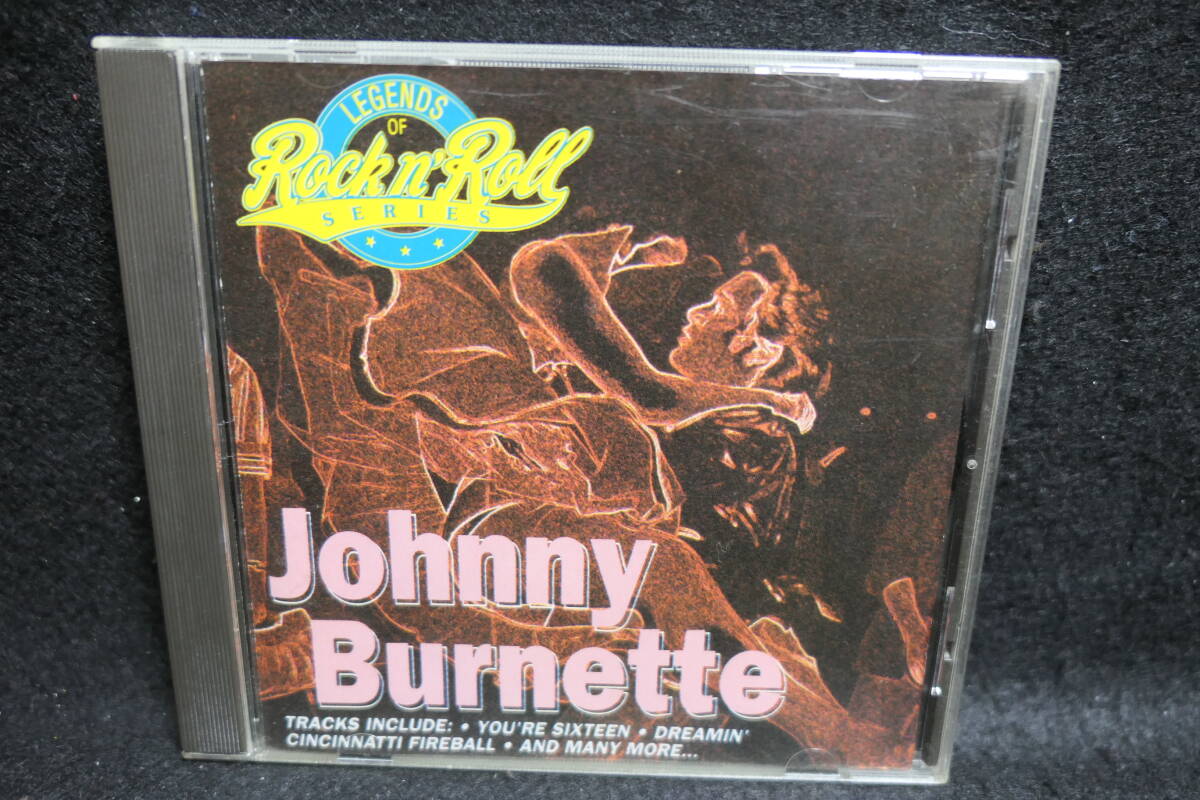 LEGENDS
OF
Rock n' Roll
SERIES
Johnny
Burnette
TRACKS INCLUDE: • YOU'RE SIXTEEN • DREAMIN'
CINCINNATTI FIREBALL • AND MANY MORE...